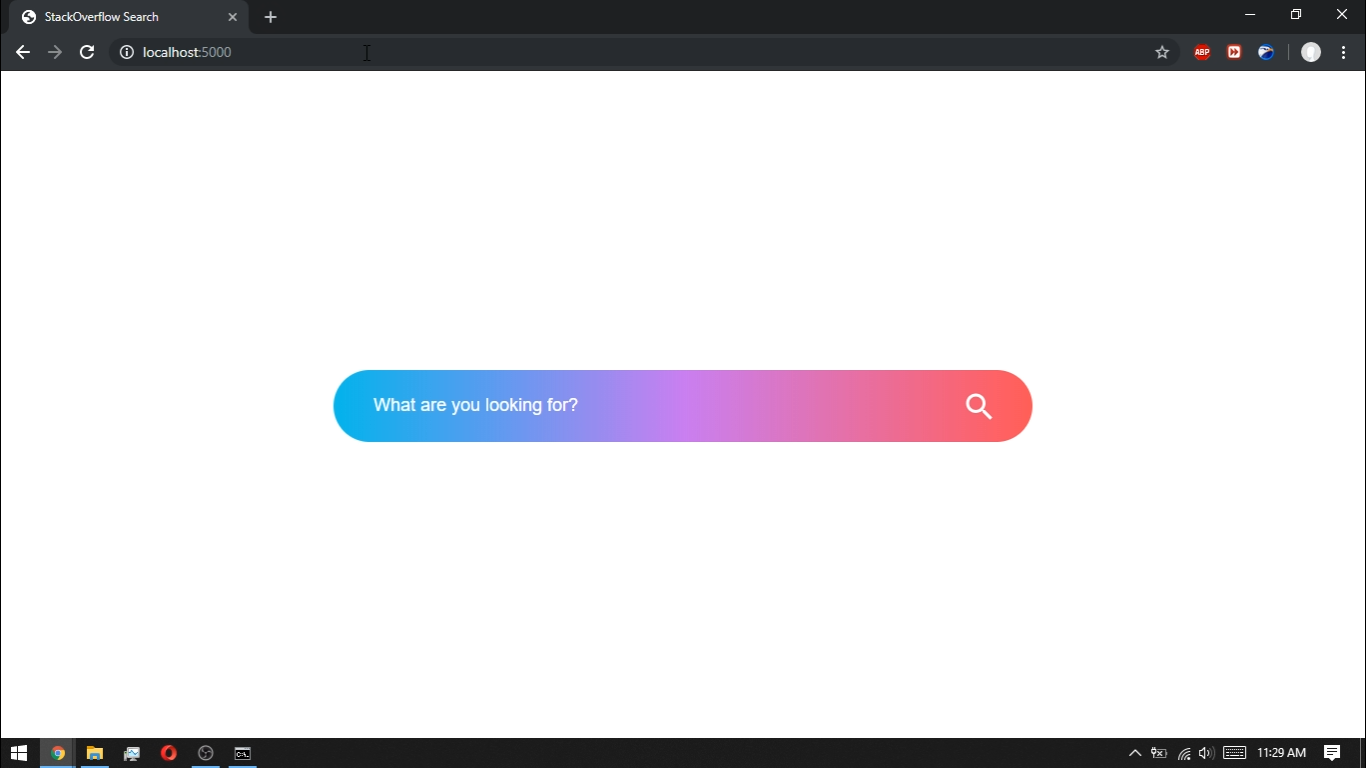 StackOverflow Search
localhost:5000
ABP
What are you looking for?
C:\.
11:29 AM